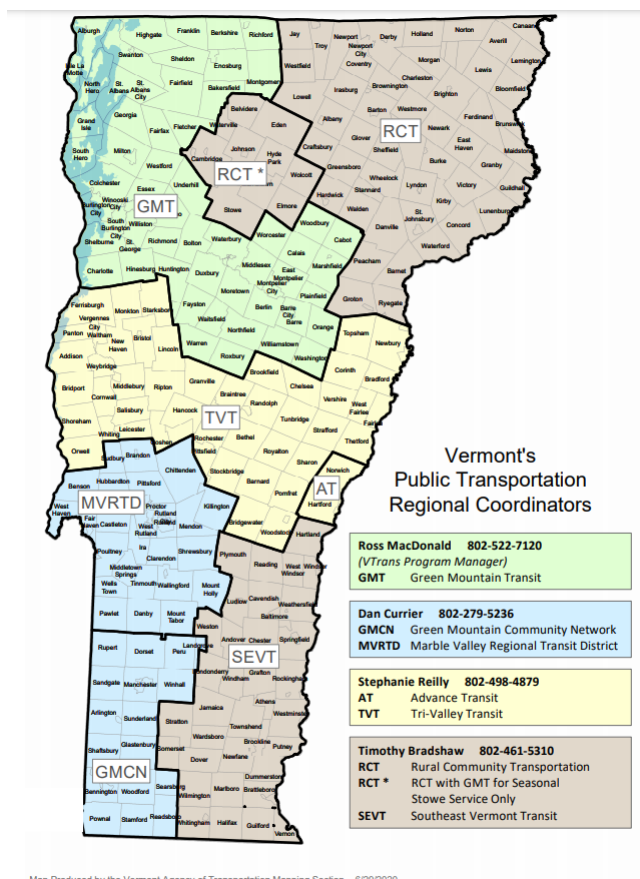 Alburgh Highgate Franklin Berkshire Richford Jay Newport Derby Holland Norton Canaan
Troy Newport City Averill
Isle La Motte Swanton Sheldon Enosburg Westfield Coventry Morgan Lewis Lemington
North Hero St. Albans St. Albans City Fairfield Bakersfield Montgomery Lowell Irasburg Brownington Charleston Brighton Bloomfield
Grand Isle Georgia Fairfax Fletcher Waterville Belvidere Eden Albany Barton Westmore Ferdinand Brunswick
RCT
Craftsbury Glover Sheffield Newark East Haven Maidstone
South Hero Milton Westford Cambridge Johnson Hyde Park Greensboro Burke Granby
RCT *
Wolcott Wheelock Stannard Lyndon Victory Guildhall
Colchester Essex Underhill Stowe Elmore Hardwick Walden Kirby
Winooski City
GMT
Burlington City South Burlington City Williston Danville St. Johnsbury Concord Lunenburg
Shelburne St. George Richmond Bolton Waterbury Worcester Woodbury Cabot Waterford
Charlotte Hinesburg Huntington Duxbury Middlesex Calais East Montpelier Marshfield Peacham Barnet
Montpelier City
Fayston Moretown Berlin Barre City Barre Plainfield Groton Ryegate
Waitsfield Northfield Orange
Warren Roxbury Williamstown Washington Topsham Newbury
Ferrisburgh Vergennes City Monkton Starksboro
Panton Waltham New Haven Bristol Lincoln
Addison Weybridge Brookfield Corinth Bradford
Bridport Middlebury Ripton Granville Braintree Chelsea
Cornwall Salisbury Hancock Randolph Vershire West Fairlee
TVT
Shoreham Leicester Tunbridge Strafford Thetford
Whiting Rochester Bethel
Orwell Brandon Royalton Sharon Norwich
Stockbridge Barnard Pomfret Hartford
AT
Benson Hubbardton Pittsford Chittenden
MVRTD
West Haven Fair Haven Castleton Proctor West Rutland Mendon Killington Bridgewater Woodstock Hartland
Poultney Ira Clarendon Shrewsbury Plymouth Reading West Windsor Windsor
Middletown Springs
Wells Town Tinmouth Wallingford Mount Holly Ludlow Cavendish Weathersfield
Baltimore
Pawlet Danby Mount Tabor Weston Andover Chester Springfield
SEVT
Rupert Dorset Peru Landgrove Londonderry Windham Grafton Rockingham
Sandgate Manchester Winhall Jamaica Athens
Arlington Sunderland Stratton Townshend Westminster
Shaftsbury Glastenbury Somerset Wardsboro Brookline Putney
GMCN
Dover Newfane Dummerston
Bennington Woodford Searsburg Wilmington Marlboro Brattleboro
Pownal Stamford Readsboro Whitingham Halifax Guilford Vernon
Vermont's
Public Transportation
Regional Coordinators
Ross MacDonald 802-522-7120
(VTrans Program Manager)
GMT Green Mountain Transit
Dan Currier 802-279-5236
GMCN Green Mountain Community Network
MVRTD Marble Valley Regional Transit District
Stephanie Reilly 802-498-4879
AT Advance Transit
TVT Tri-Valley Transit
Timothy Bradshaw 802-461-5310
RCT Rural Community Transportation
RCT * RCT with GMT for Seasonal
Stowe Service Only
SEVT Southeast Vermont Transit